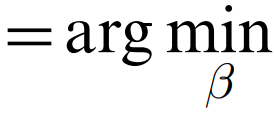 = arg min
β